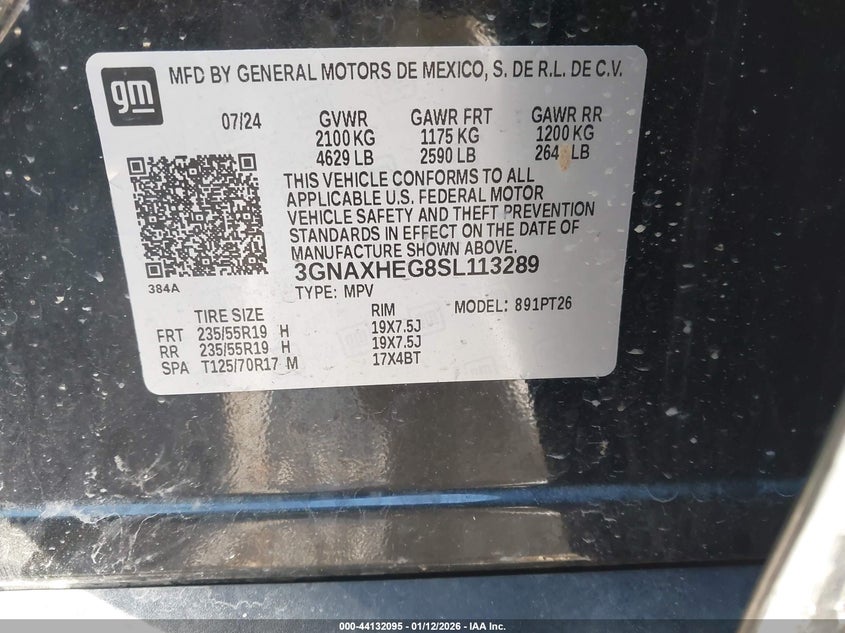 gm
MFD BY GENERAL MOTORS DE MEXICO, S. DE R.L. DE C.V.
07/24 GVWR GAWR FRT GAWR RR
2100 KG 1175 KG 1200 KG
4629 LB 2590 LB 264 LB
THIS VEHICLE CONFORMS TO ALL
APPLICABLE U.S. FEDERAL MOTOR
VEHICLE SAFETY AND THEFT PREVENTION
STANDARDS IN EFFECT ON THE DATE OF
MANUFACTURE SHOWN ABOVE.
3GNAXHEG8SL113289
384A
TYPE: MPV MODEL: 891PT26
TIRE SIZE RIM
FRT 235/55R19 H 19X7.5J
RR 235/55R19 H 19X7.5J
SPA T125/70R17 M 17X4BT
000-44132095 - 01/12/2026 - IAA Inc.